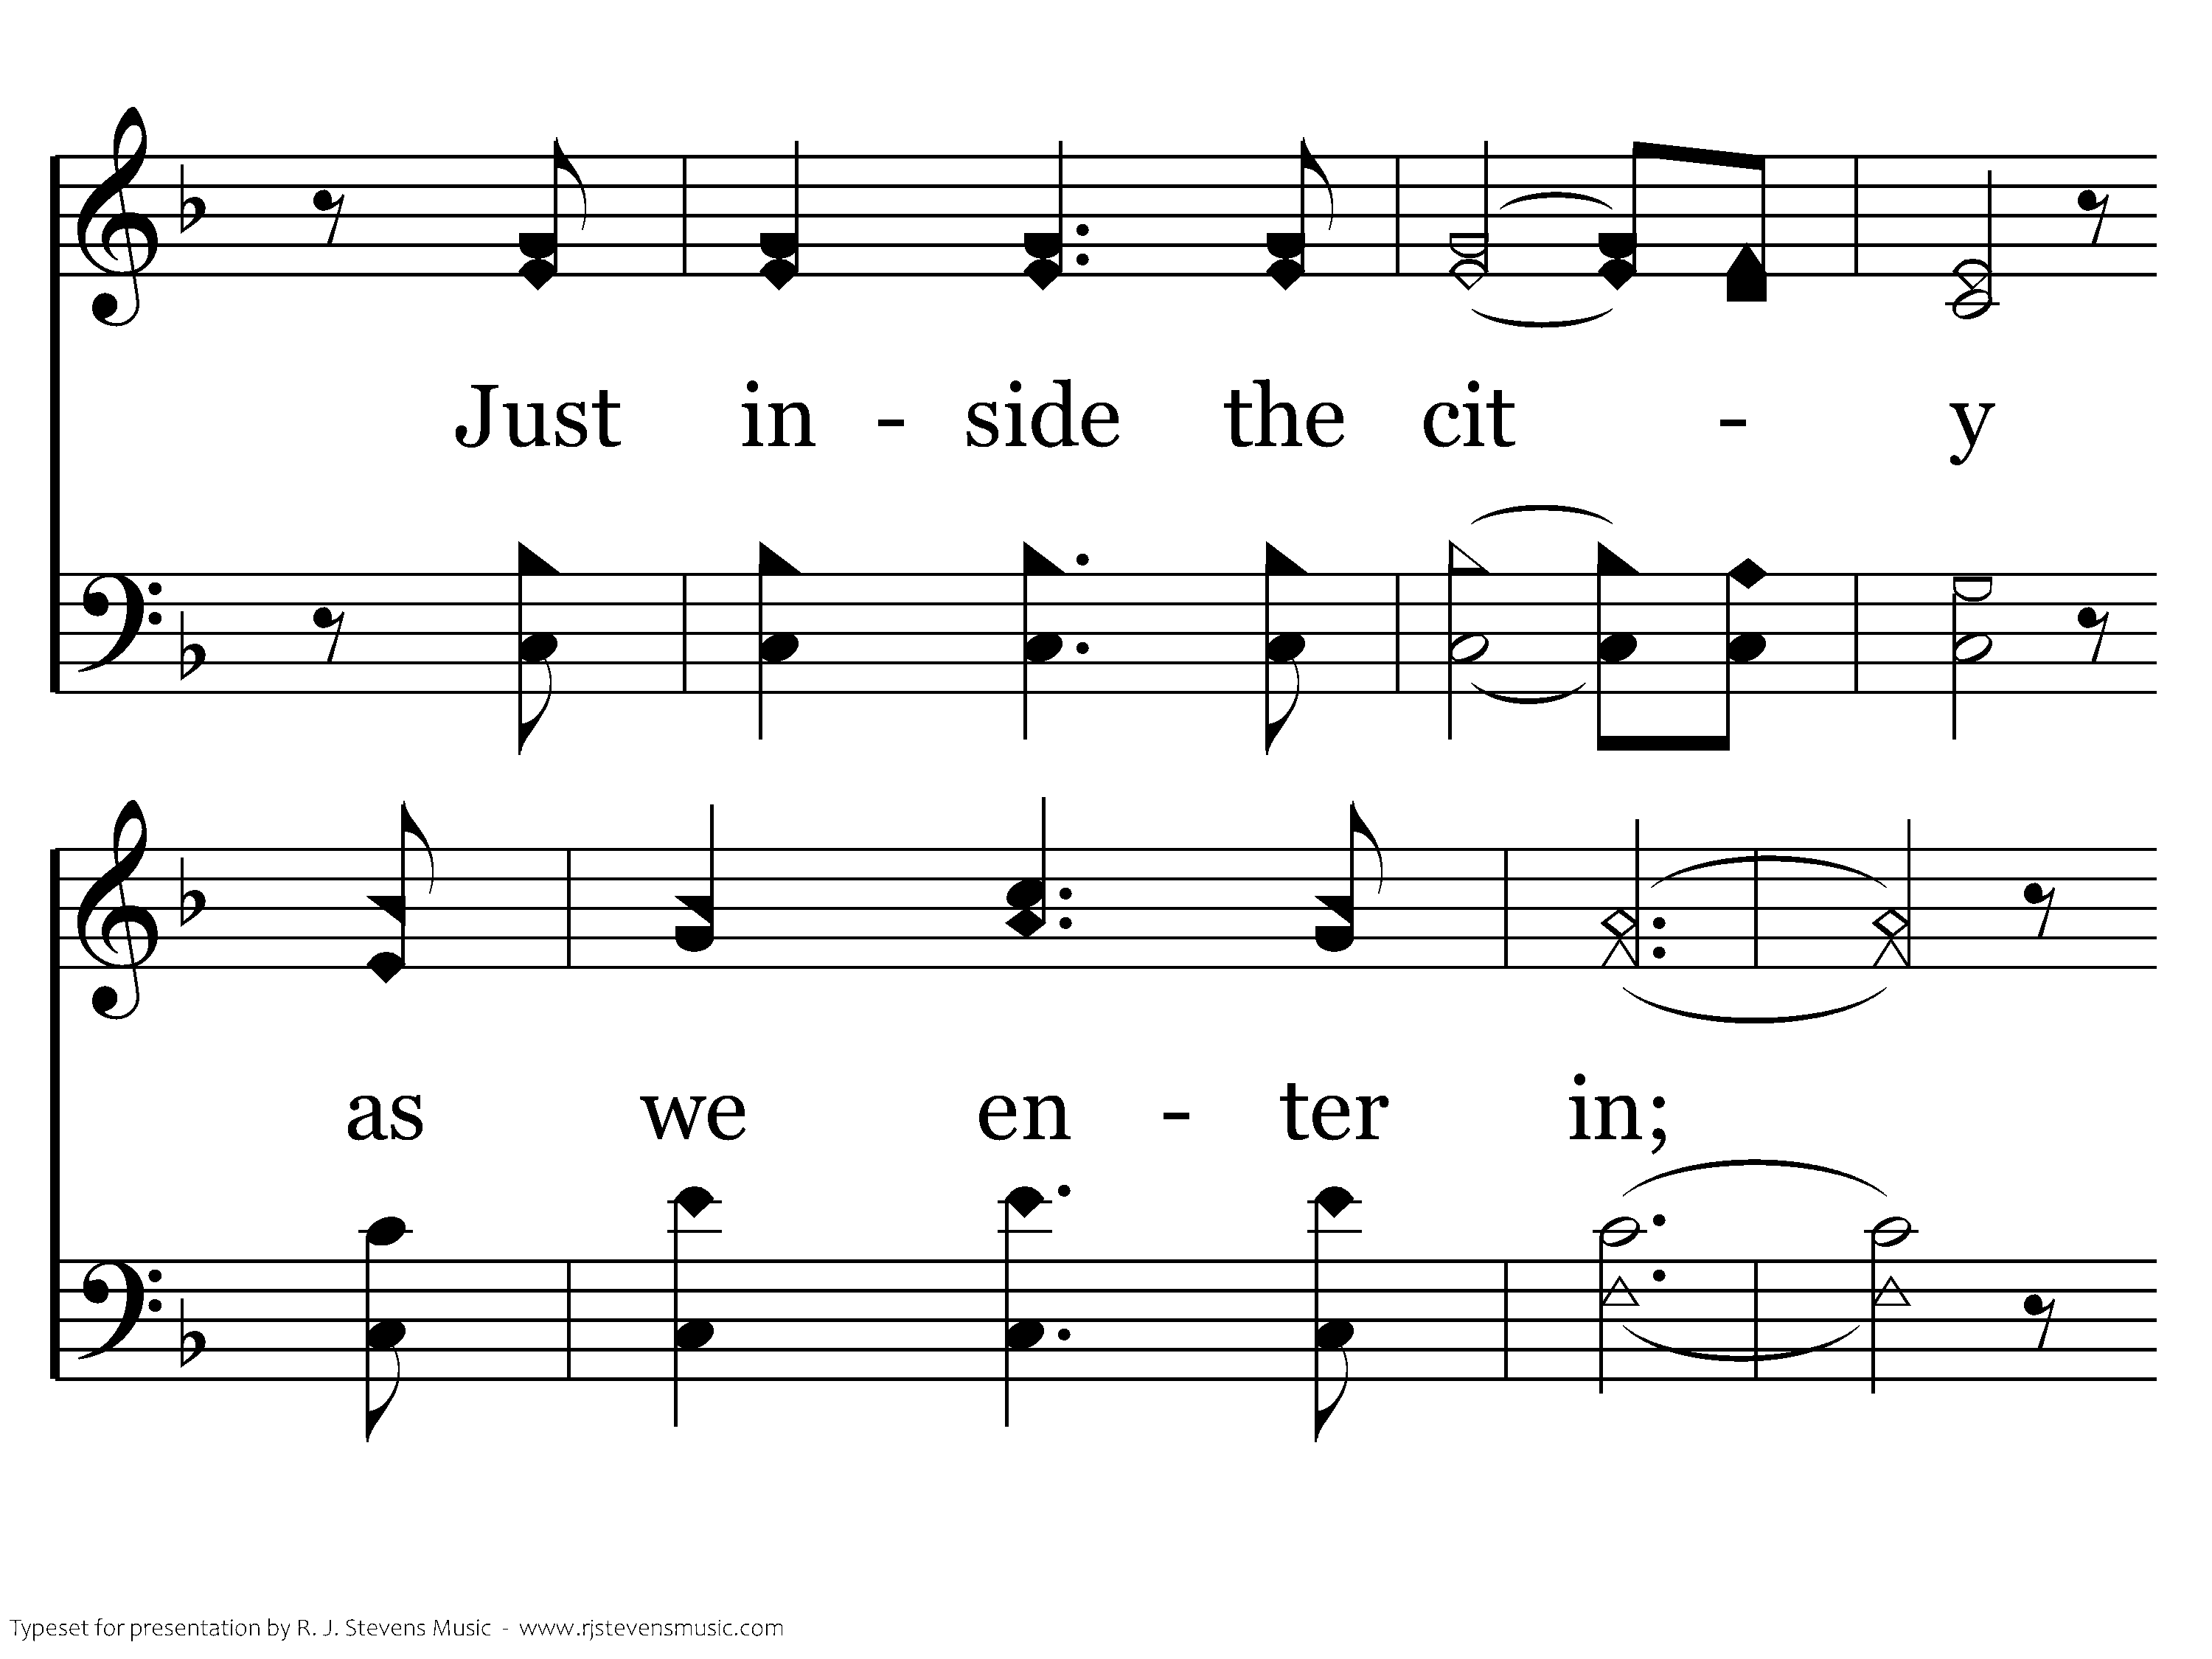 Just in - side the cit - y
as we en - ter in;
Typeset for presentation by R. J. Stevens Music - www.rjstevensmusic.com